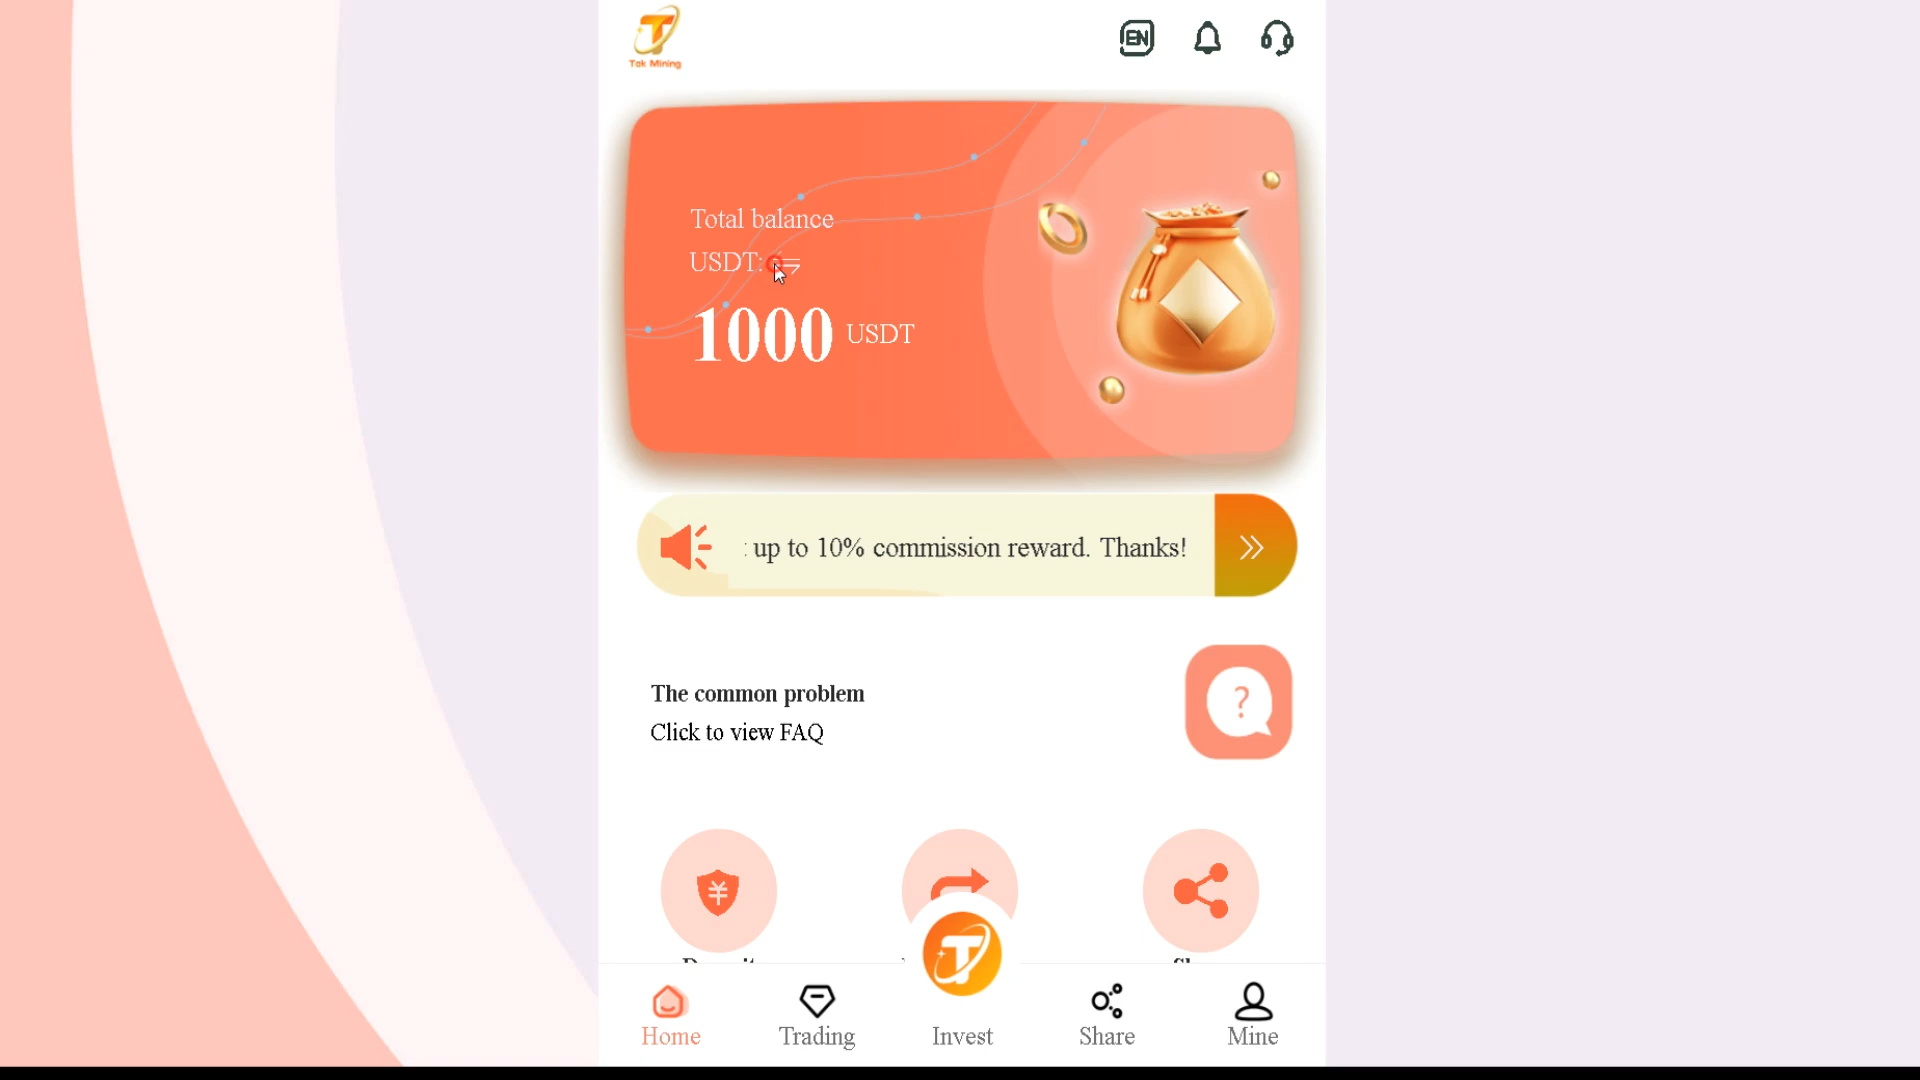 Tok Mining
EN
Total balance
USDT:
1000 USDT
up to 10% commission reward. Thanks!
The common problem
Click to view FAQ
?
¥
Home
Trading
Invest
Share
Mine